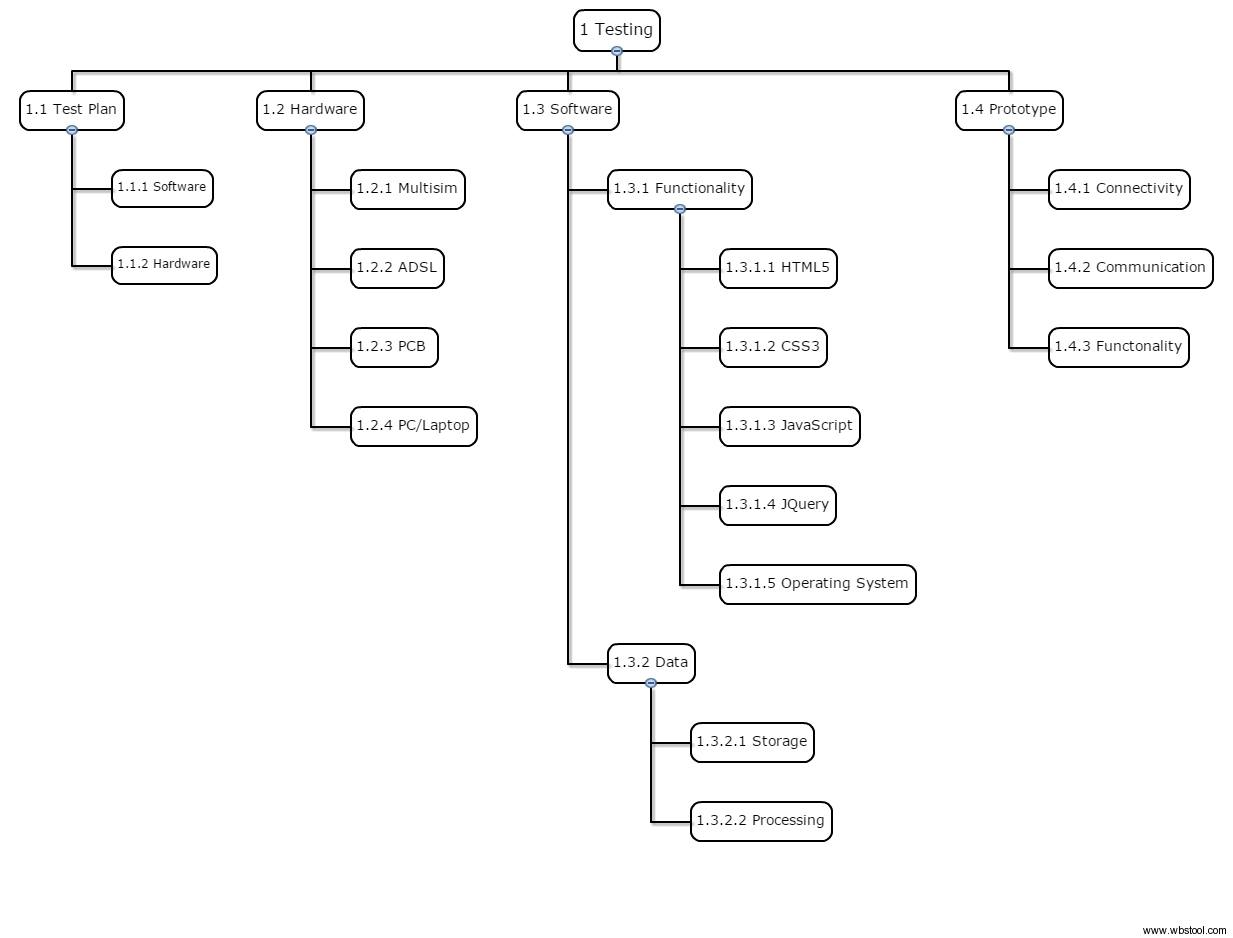 1 Testing
1.1 Test Plan
1.1.1 Software
1.1.2 Hardware
1.2 Hardware
1.2.1 Multisim
1.2.2 ADSL
1.2.3 PCB
1.2.4 PC/Laptop
1.3 Software
1.3.1 Functionality
1.3.1.1 HTML5
1.3.1.2 CSS3
1.3.1.3 JavaScript
1.3.1.4 JQuery
1.3.1.5 Operating System
1.3.2 Data
1.3.2.1 Storage
1.3.2.2 Processing
1.4 Prototype
1.4.1 Connectivity
1.4.2 Communication
1.4.3 Functonality
www.wbstool.com